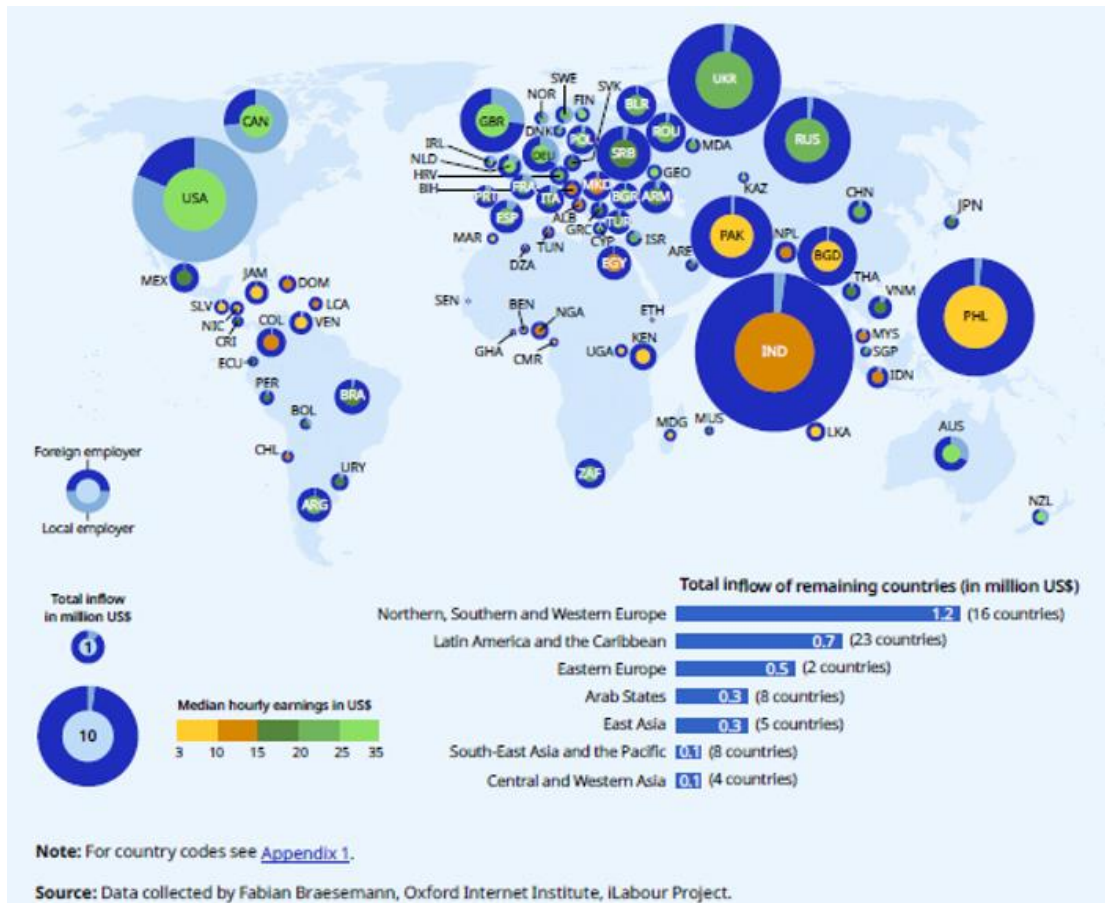 UKR
SWE
SVK
NOR
FIN
BLR
CAN
GBR
DNK
POL
ROU
RUS
IRL
DEU
SRB
MDA
NLD
GEO
HRV
MKD
KAZ
USA
BIH
PRT
FRA
ITA
BGR
ARM
CHN
ESP
ALB
TUR
JPN
MAR
GRC
PAK
NPL
TUN
CYP
ISR
ARE
BGD
DZA
EGY
MEX
JAM
DOM
THA
SEN
BEN
NGA
ETH
VNM
SLV
LCA
NIC
COL
VEN
PHL
CRI
GHA
KEN
MYS
CMR
UGA
IND
SGP
ECU
IDN
PER
BRA
BOL
MDG
MUS
LKA
AUS
Foreign employer
CHL
URY
ZAF
ARG
NZL
Local employer
Total inflow
in million US$
1
10
Median hourly earnings in US$
3 10 15 20 25 35
Total inflow of remaining countries (in million US$)
Northern, Southern and Western Europe 1.2 (16 countries)
Latin America and the Caribbean 0.7 (23 countries)
Eastern Europe 0.5 (2 countries)
Arab States 0.3 (8 countries)
East Asia 0.3 (5 countries)
South-East Asia and the Pacific 0.1 (8 countries)
Central and Western Asia 0.1 (4 countries)
Note: For country codes see Appendix 1.
Source: Data collected by Fabian Braesemann, Oxford Internet Institute, iLabour Project.